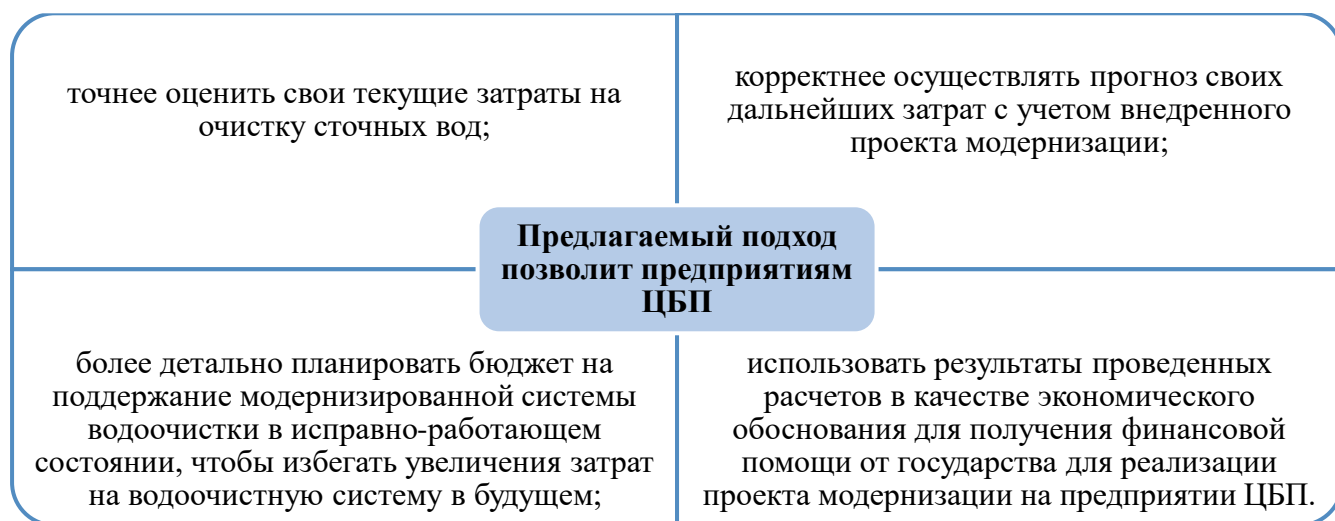 точнее оценить свои текущие затраты на
очистку сточных вод;
корректнее осуществлять прогноз своих
дальнейших затрат с учетом внедренного
проекта модернизации;
Предлагаемый подход
позволит предприятиям
ЦБП
более детально планировать бюджет на
поддержание модернизированной системы
водоочистки в исправно-работающем
состоянии, чтобы избегать увеличения затрат
на водоочистную систему в будущем;
использовать результаты проведенных
расчетов в качестве экономического
обоснования для получения финансовой
помощи от государства для реализации
проекта модернизации на предприятии ЦБП.